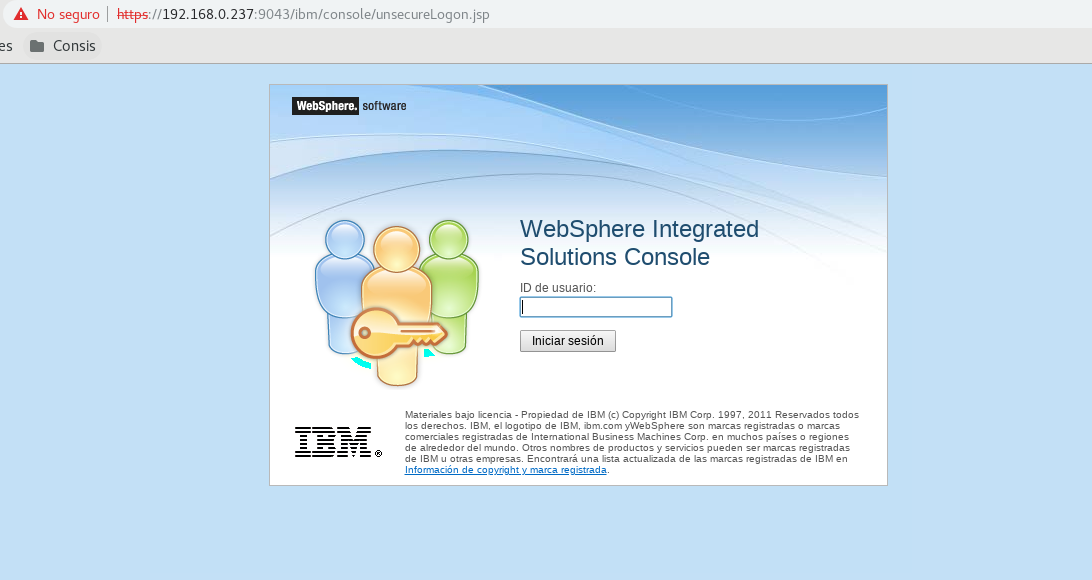 No seguro https://192.168.0.237:9043/ibm/console/unsecureLogon.jsp
es Consis
WebSphere. software
WebSphere Integrated
Solutions Console
ID de usuario:
Iniciar sesión
Materiales bajo licencia - Propiedad de IBM (c) Copyright IBM Corp. 1997, 2011 Reservados todos
los derechos. IBM, el logotipo de IBM, ibm.com yWebSphere son marcas registradas o marcas
comerciales registradas de International Business Machines Corp. en muchos países o regiones
de alrededor del mundo. Otros nombres de productos y servicios pueden ser marcas registradas
de IBM u otras empresas. Encontrará una lista actualizada de las marcas registradas de IBM en
Información de copyright y marca registrada.
IBM®